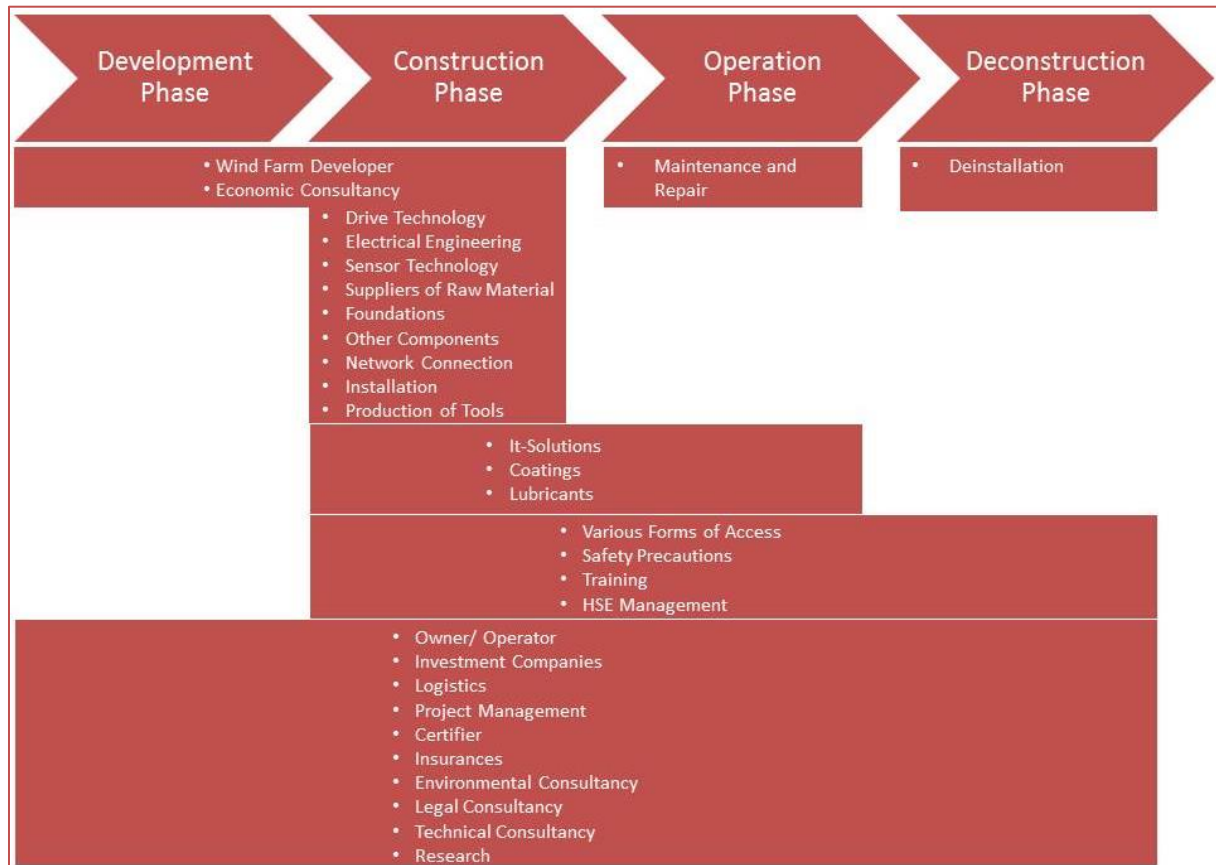 Development
Phase
Construction
Phase
Operation
Phase
Deconstruction
Phase
• Wind Farm Developer
• Economic Consultancy
• Maintenance and
Repair
• Deinstallation
• Drive Technology
• Electrical Engineering
• Sensor Technology
• Suppliers of Raw Material
• Foundations
• Other Components
• Network Connection
• Installation
• Production of Tools
• It-Solutions
• Coatings
• Lubricants
• Various Forms of Access
• Safety Precautions
• Training
• HSE Management
• Owner/ Operator
• Investment Companies
• Logistics
• Project Management
• Certifier
• Insurances
• Environmental Consultancy
• Legal Consultancy
• Technical Consultancy
• Research